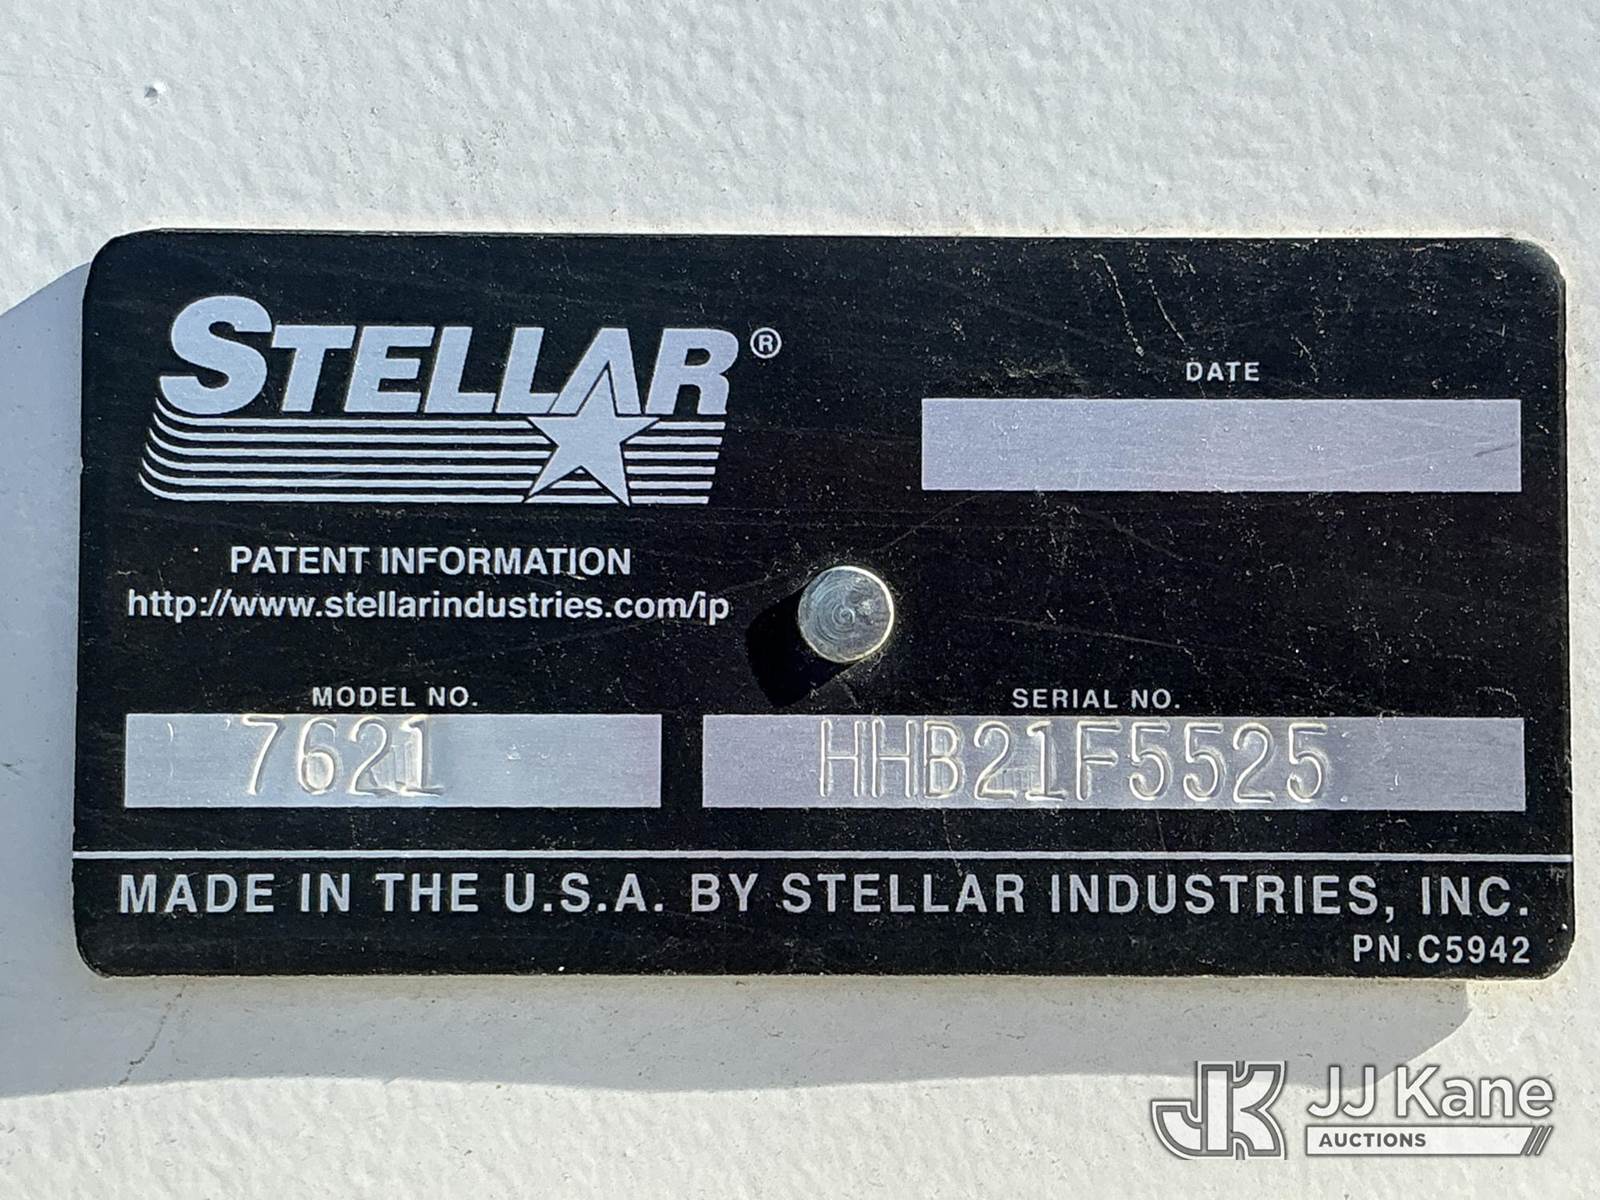 STELLAR®
DATE
PATENT INFORMATION
http://www.stellarindustries.com/ip
MODEL NO.
7621
SERIAL NO.
HHB21F5525
MADE IN THE U.S.A. BY STELLAR INDUSTRIES, INC.
PN C5942
JK JJ Kane
AUCTIONS